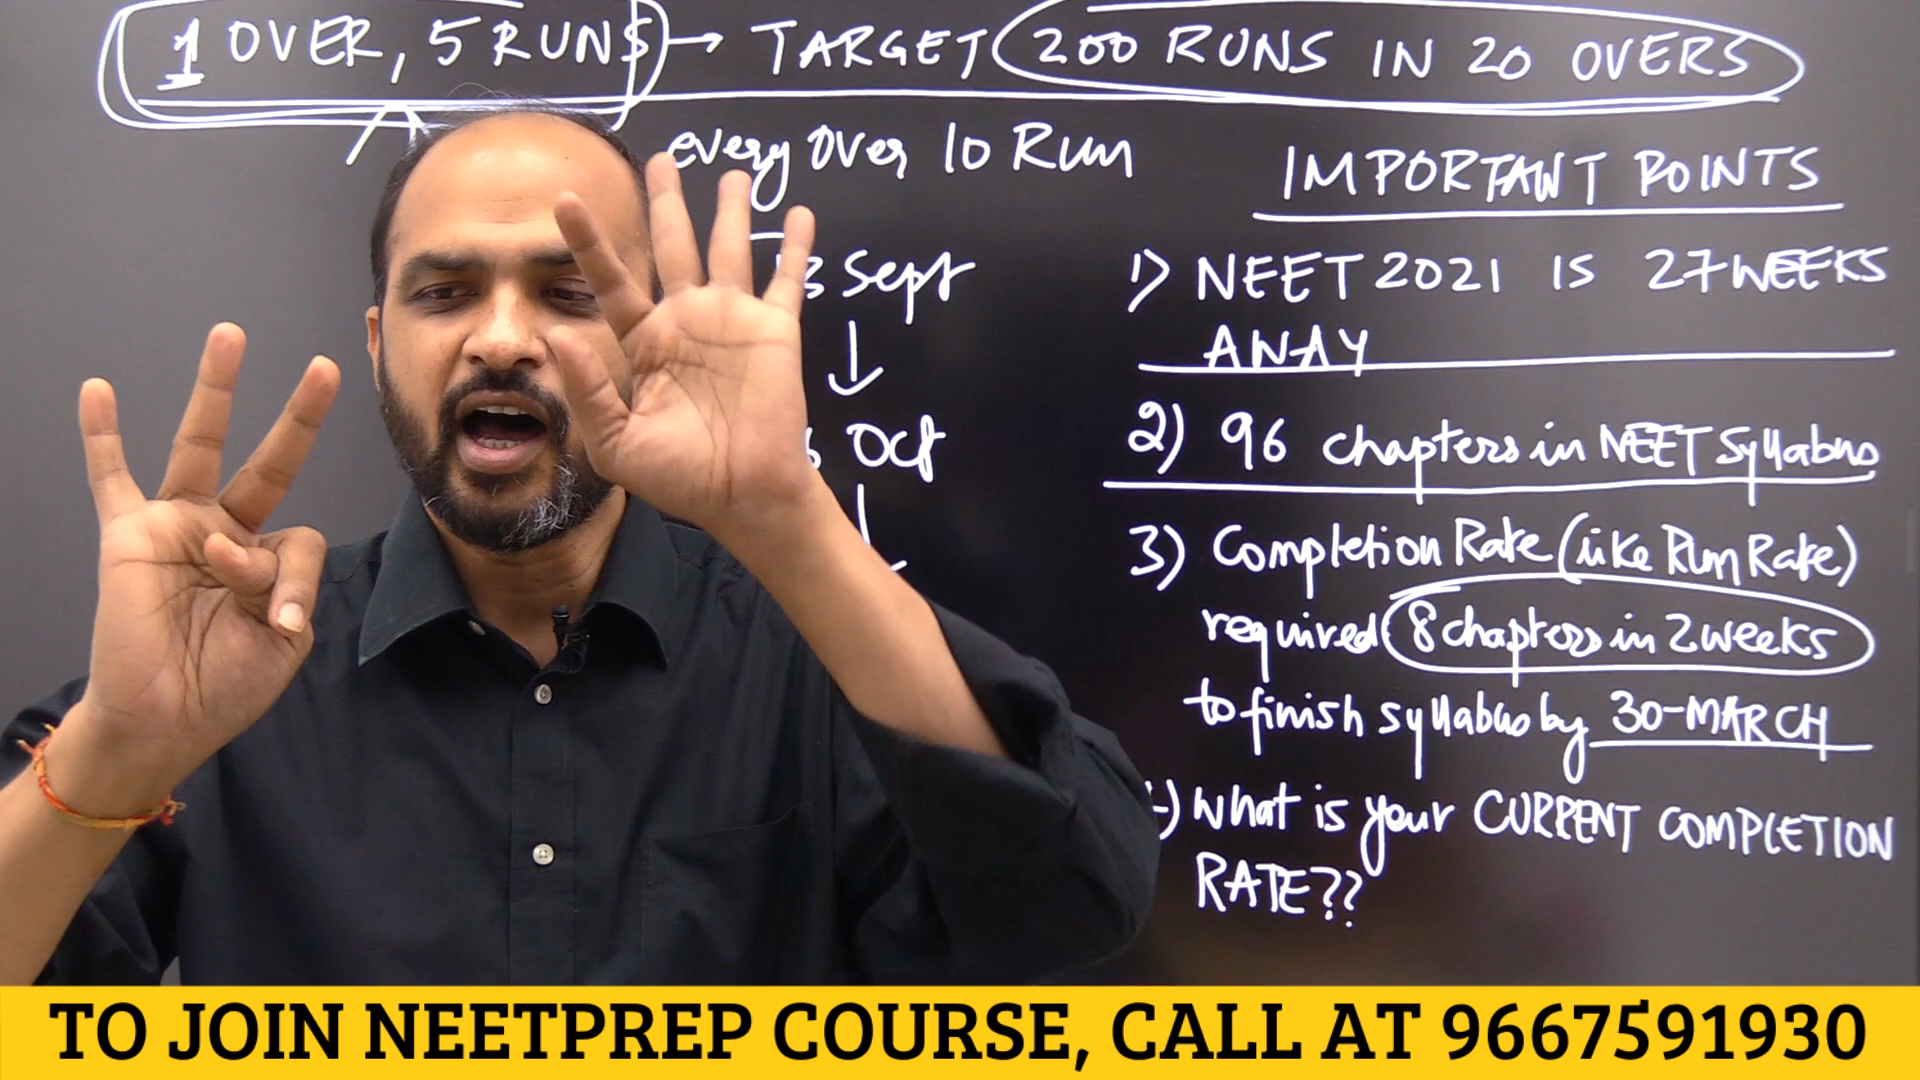 1 OVER, 5 RUNS → TARGET 200 RUNS IN 20 OVERS
every over 10 Run
IMPORTANT POINTS
Sept
↓
Oct
1) NEET 2021 IS 27 WEEKS
AWAY
2) 96 chapters in NEET Syllabus
3) Completion Rate (like Run Rate)
required 8 chapters in 2 weeks
to finish syllabus by 30-MARCH
What is your CURRENT COMPLETION
RATE??
TO JOIN NEETPREP COURSE, CALL AT 9667591930